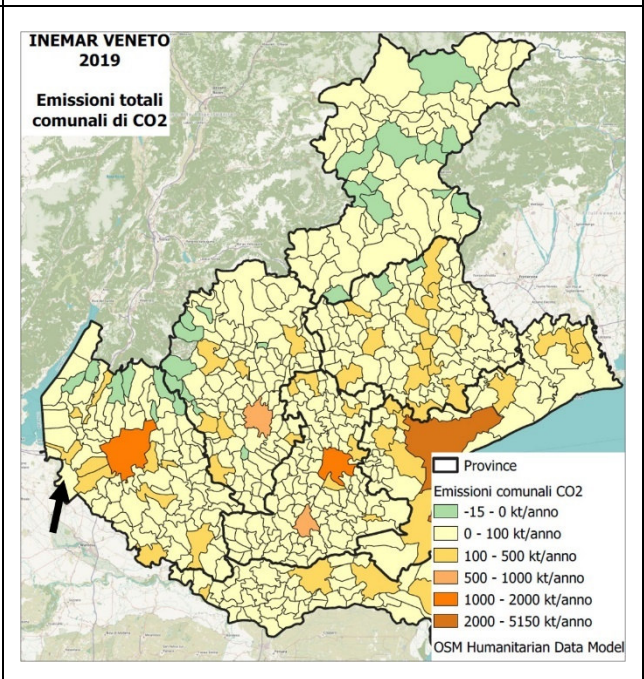 INEMAR VENETO
2019
Emissioni totali
comunali di CO2
Province
Emissioni comunali CO2
-15 - 0 kt/anno
0 - 100 kt/anno
100 - 500 kt/anno
500 - 1000 kt/anno
1000 - 2000 kt/anno
2000 - 5150 kt/anno
OSM Humanitarian Data Model